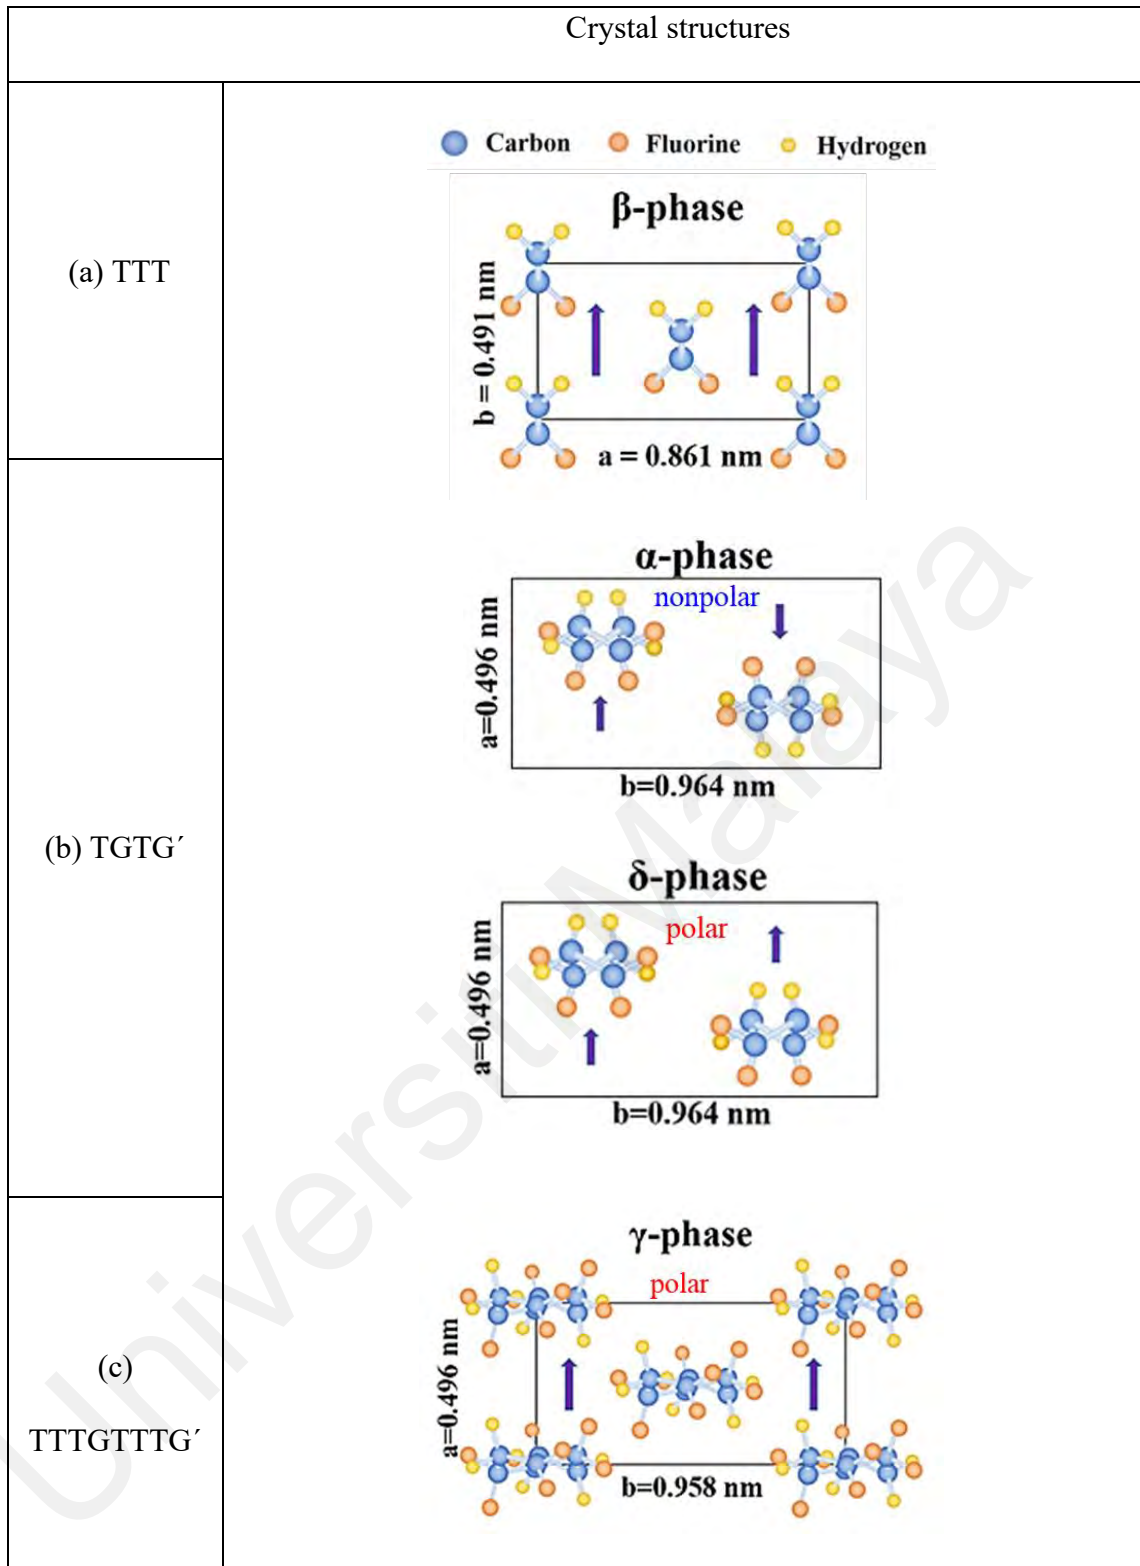 Crystal structures
(a) TTT
Carbon Fluorine Hydrogen
β-phase
b = 0.491 nm
a = 0.861 nm
(b) TGTG´
α-phase
nonpolar
a=0.496 nm
b=0.964 nm
δ-phase
polar
a=0.496 nm
b=0.964 nm
(c)
TTTGTTTG´
γ-phase
polar
a=0.496 nm
b=0.958 nm
Universiti Malaya